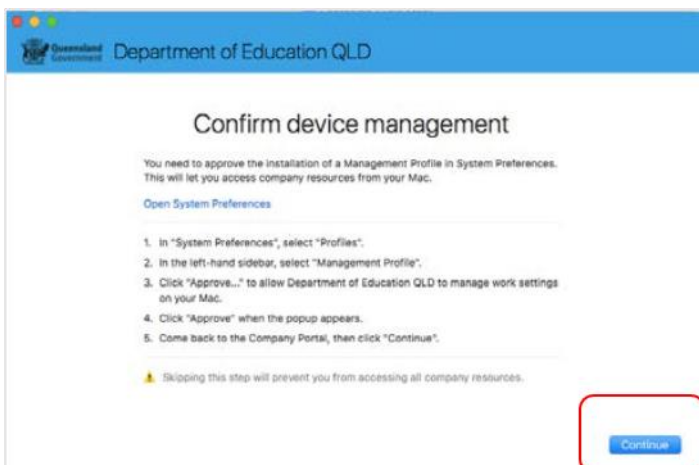 Queensland
Government
Department of Education QLD
Confirm device management
You need to approve the installation of a Management Profile in System Preferences.
This will let you access company resources from your Mac.
Open System Preferences
1. In "System Preferences", select "Profiles".
2. In the left-hand sidebar, select "Management Profile".
3. Click "Approve..." to allow Department of Education QLD to manage work settings
on your Mac.
4. Click "Approve" when the popup appears.
5. Come back to the Company Portal, then click "Continue".
Skipping this step will prevent you from accessing all company resources.
Continue